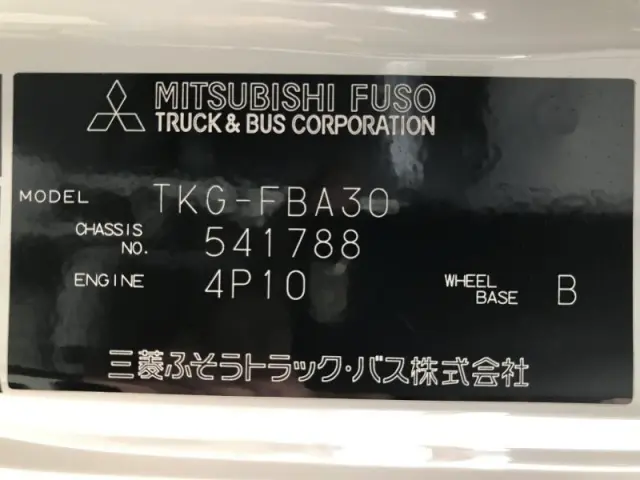 MITSUBISHI FUSO
TRUCK & BUS CORPORATION
MODEL TKG-FBA30
CHASSIS NO. 541788
ENGINE 4P10 WHEEL BASE B
三菱ふそうトラック・バス株式会社